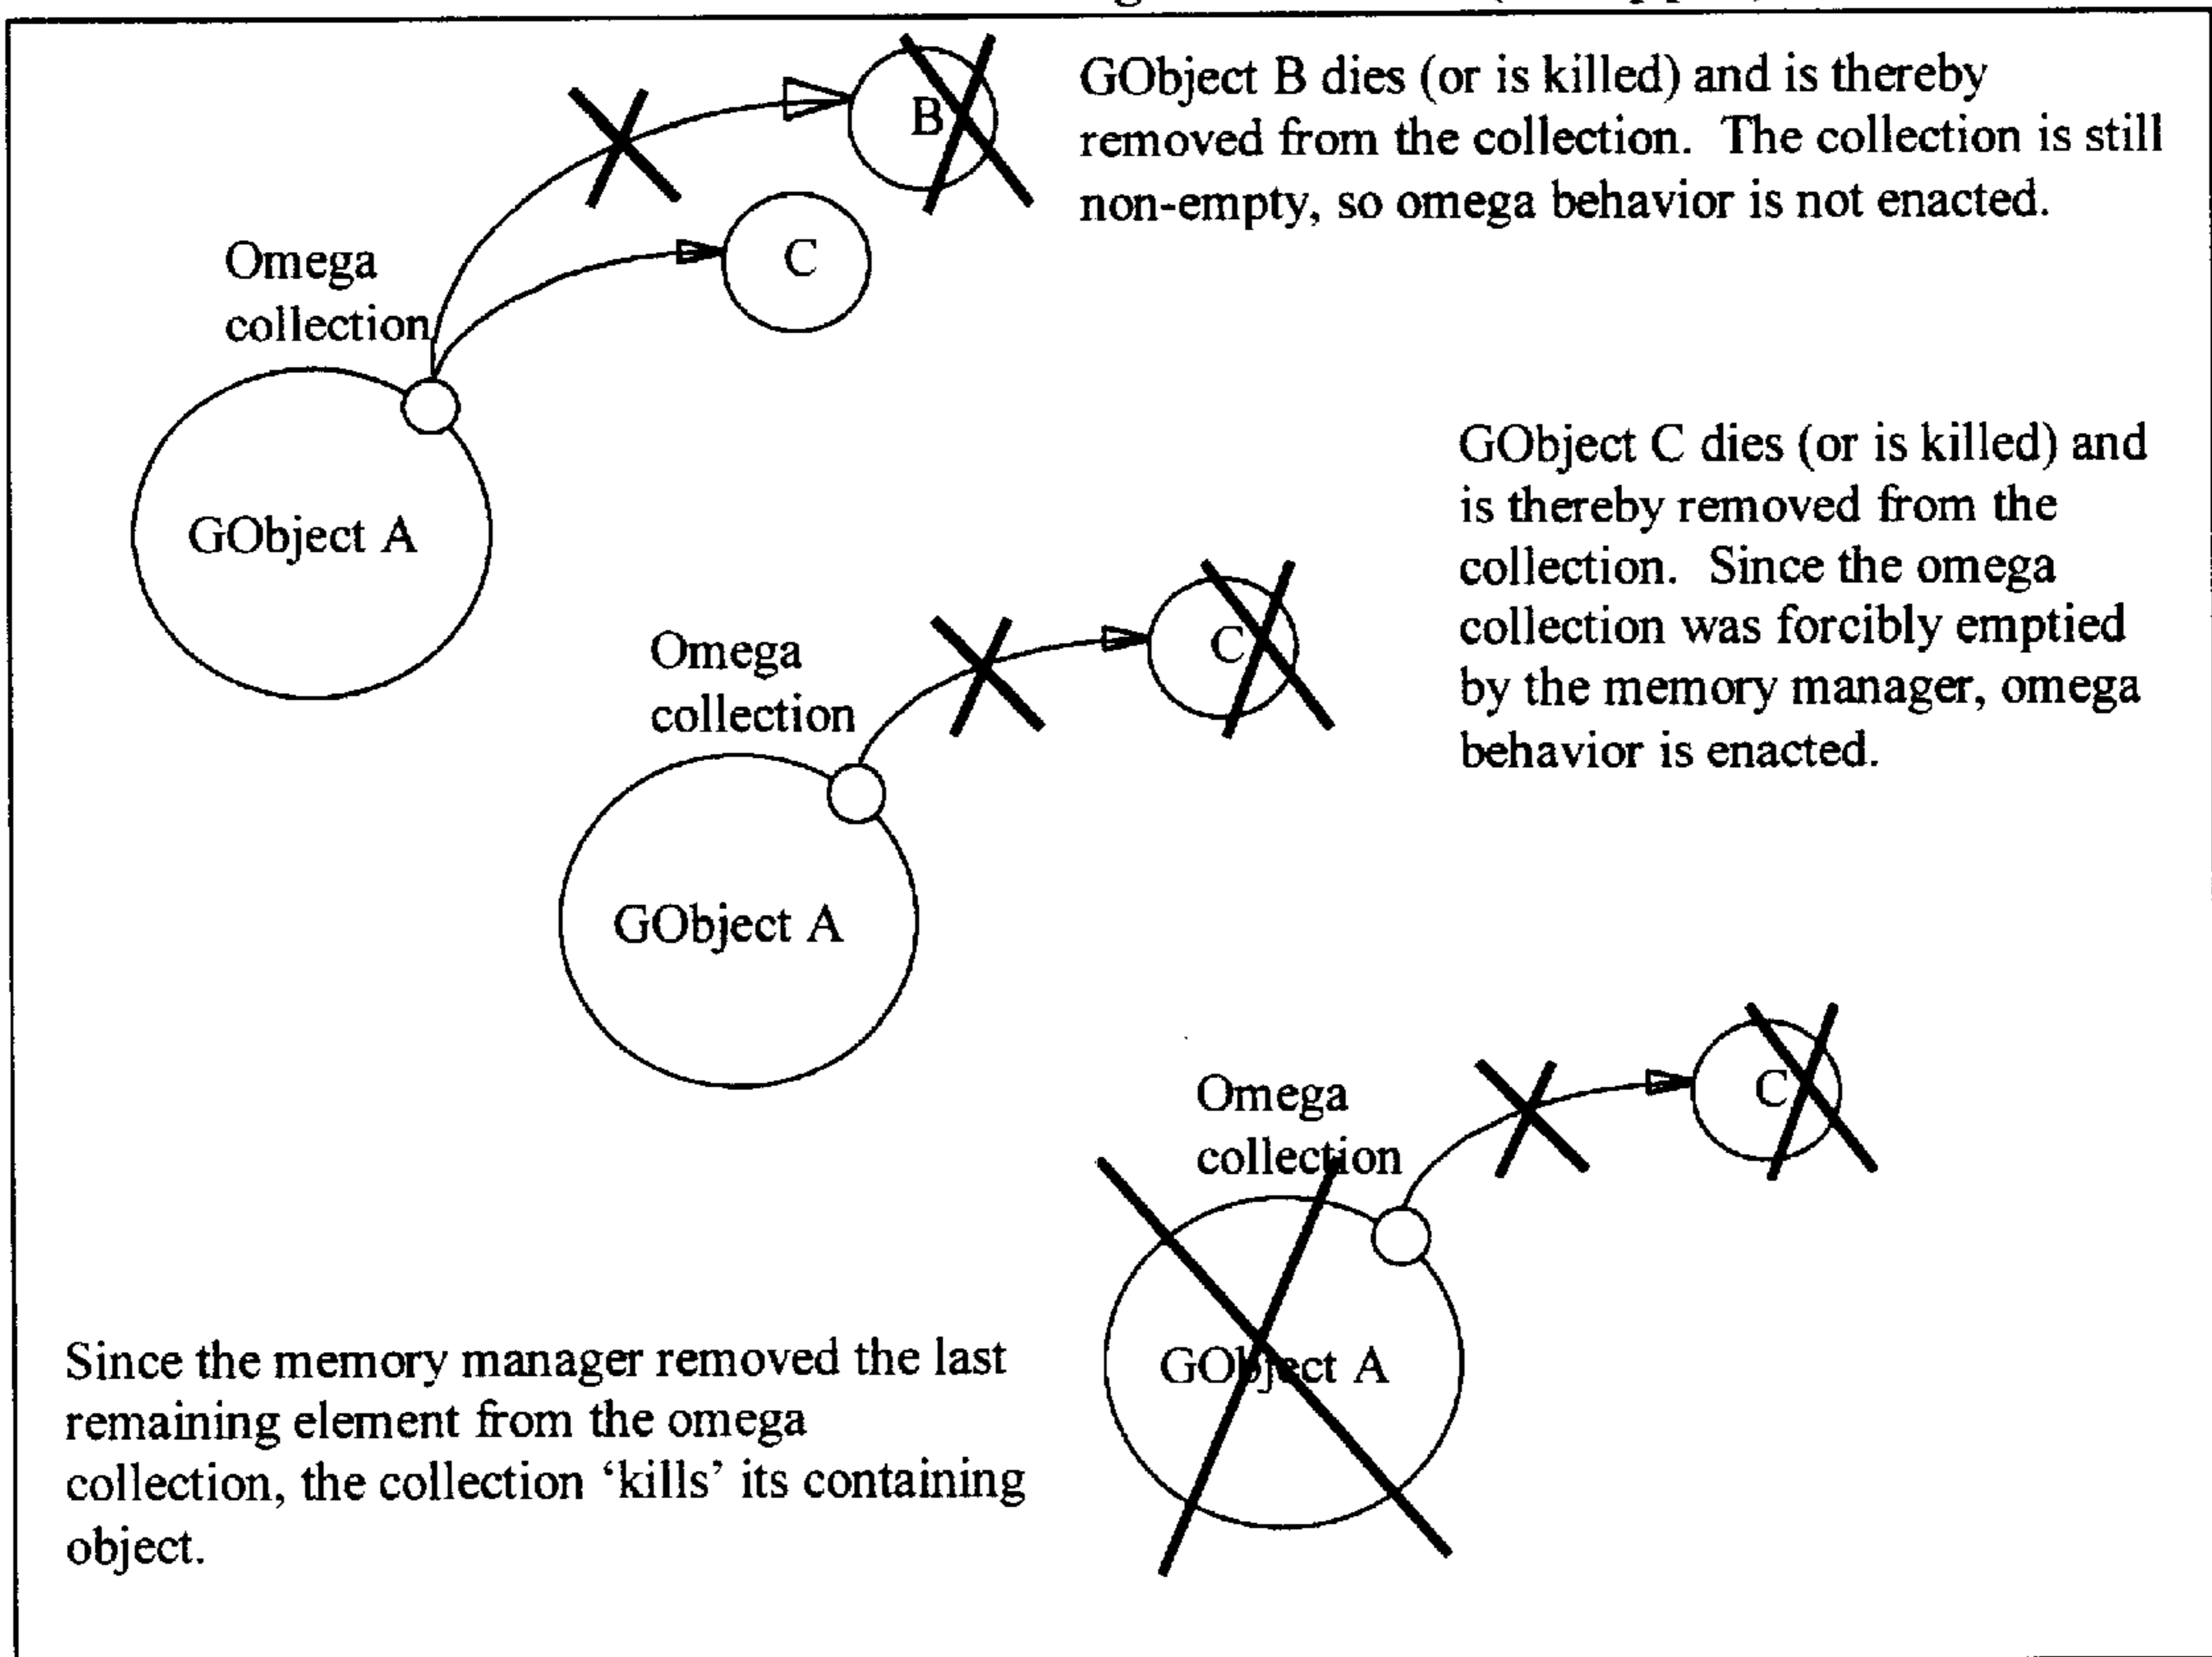 B
GObject B dies (or is killed) and is thereby
removed from the collection. The collection is still
non-empty, so omega behavior is not enacted.
C
Omega
collection
GObject A
GObject C dies (or is killed) and
is thereby removed from the
collection. Since the omega
collection was forcibly emptied
by the memory manager, omega
behavior is enacted.
C
Omega
collection
GObject A
C
Omega
collection
GObject A
Since the memory manager removed the last
remaining element from the omega
collection, the collection ‘kills’ its containing
object.